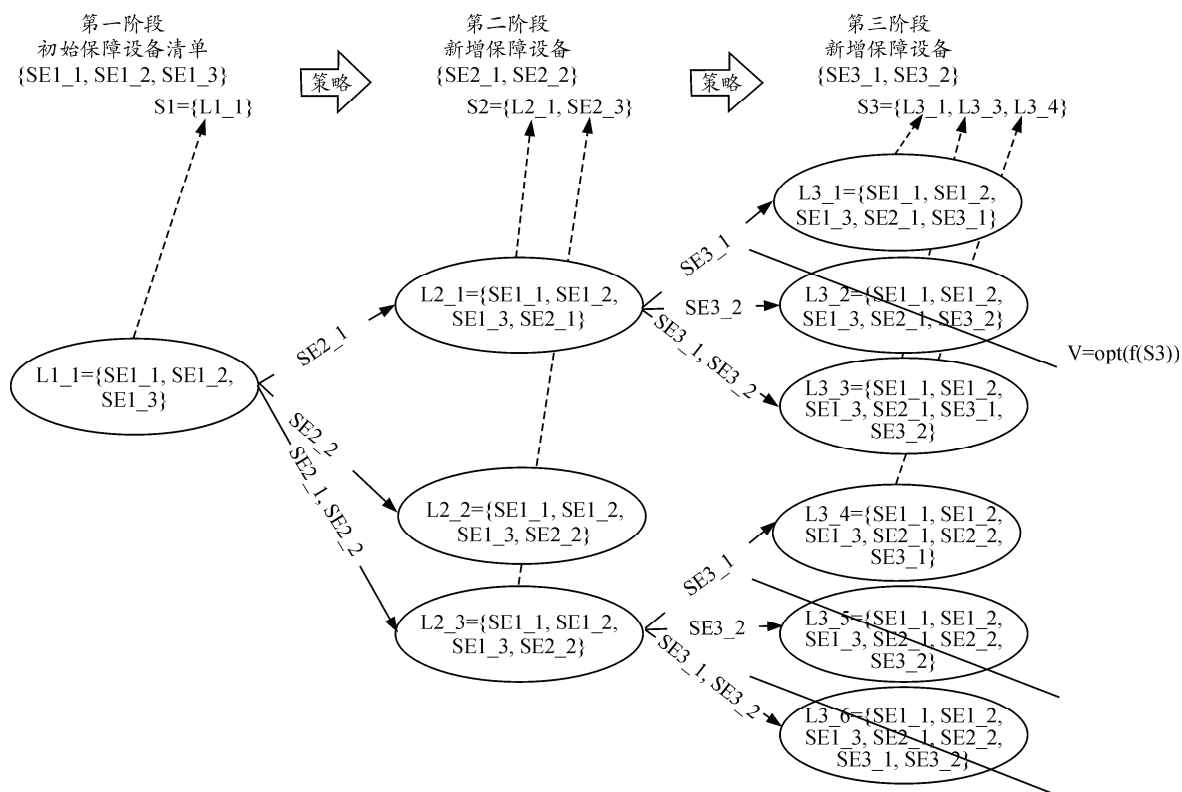 第一阶段
初始保障设备清单
{SE1_1, SE1_2, SE1_3}
S1={L1_1}
策略
第二阶段
新增保障设备
{SE2_1, SE2_2}
S2={L2_1, SE2_3}
策略
第三阶段
新增保障设备
{SE3_1, SE3_2}
S3={L3_1, L3_3, L3_4}
L1_1={SE1_1, SE1_2,
SE1_3}
SE2_1
SE2_2
SE2_1, SE2_2
L2_1={SE1_1, SE1_2,
SE1_3, SE2_1}
L2_2={SE1_1, SE1_2,
SE1_3, SE2_2}
L2_3={SE1_1, SE1_2,
SE1_3, SE2_2}
SE3_1
SE3_2
SE3_1, SE3_2
SE3_1
SE3_2
SE3_1, SE3_2
L3_1={SE1_1, SE1_2,
SE1_3, SE2_1, SE3_1}
L3_2={SE1_1, SE1_2,
SE1_3, SE2_1, SE3_2}
L3_3={SE1_1, SE1_2,
SE1_3, SE2_1, SE3_1,
SE3_2}
L3_4={SE1_1, SE1_2,
SE1_3, SE2_1, SE2_2,
SE3_1}
L3_5={SE1_1, SE1_2,
SE1_3, SE2_1, SE2_2,
SE3_2}
L3_6={SE1_1, SE1_2,
SE1_3, SE2_1, SE2_2,
SE3_1, SE3_2}
V=opt(f(S3))